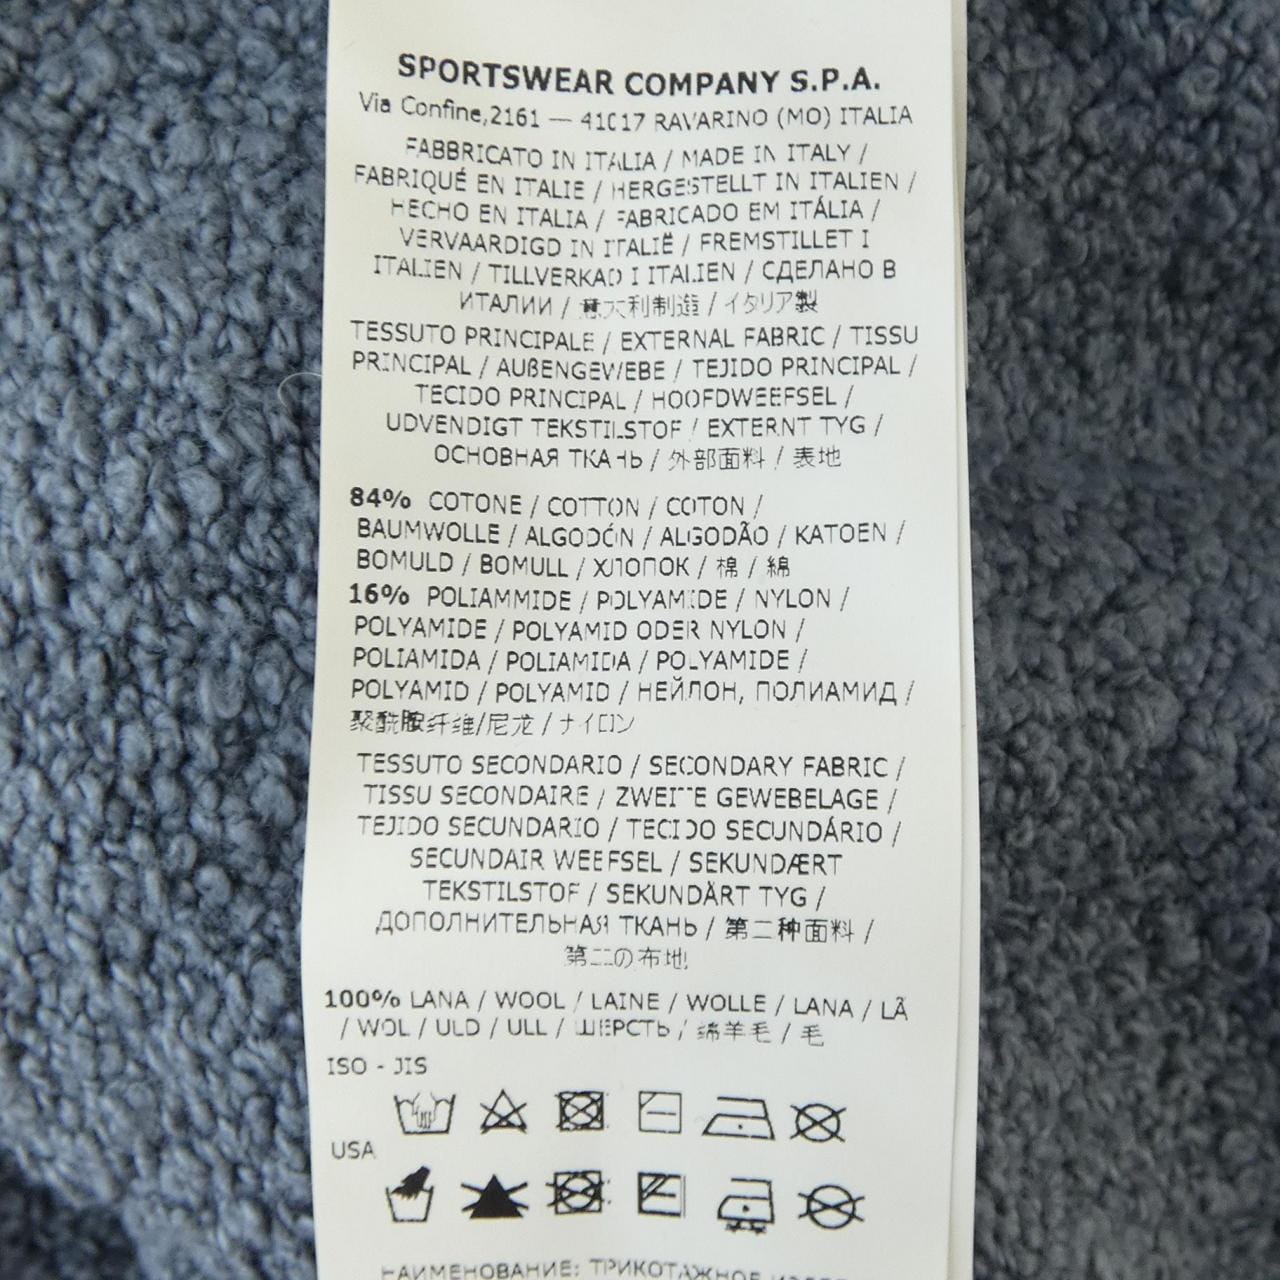 SPORTSWEAR COMPANY S.P.A.
Via Confine,2161 — 41017 RAVARINO (MO) ITALIA
FABBRICATO IN ITALIA / MADE IN ITALY /
FABRIQUÉ EN ITALIE / HERGESTELLT IN ITALIEN /
HECHO EN ITALIA / FABRICADO EM ITÁLIA /
VERVAARDIGD IN ITALIË / FREMSTILLET I
ITALIEN / TILLVERKAD I ITALIEN / СДЕЛАНО В
ИТАЛИИ / 意大利制造 / イタリア製
TESSUTO PRINCIPALE / EXTERNAL FABRIC / TISSU
PRINCIPAL / AUßENGEWEBE / TEJIDO PRINCIPAL /
TECIDO PRINCIPAL / HOOFDWEEFSEL /
UDVENDIGT TEKSTILSTOF / EXTERNT TYG /
ОСНОВНАЯ ТКАНЬ / 外部面料 / 表地
84% COTONE / COTTON / COTON /
BAUMWOLLE / ALGODÓN / ALGODÃO / KATOEN /
BOMULD / BOMULL / ХЛОПОК / 棉 / 綿
16% POLIAMMIDE / POLYAMIDE / NYLON /
POLYAMIDE / POLYAMID ODER NYLON /
POLIAMIDA / POLIAMIDA / POLYAMIDE /
POLYAMID / POLYAMID / НЕЙЛОН, ПОЛИАМИД /
聚酰胺纤维/尼龙 / ナイロン
TESSUTO SECONDARIO / SECONDARY FABRIC /
TISSU SECONDAIRE / ZWEITE GEWEBELAGE /
TEJIDO SECUNDARIO / TECIDO SECUNDÁRIO /
SECUNDAIR WEEFSEL / SEKUNDÆRT
TEKSTILSTOF / SEKUNDÄRT TYG /
ДОПОЛНИТЕЛЬНАЯ ТКАНЬ / 第二种面料 /
第二の布地
100% LANA / WOOL / LAINE / WOLLE / LANA / LÃ
/ WOL / ULD / ULL / ШЕРСТЬ / 绵羊毛 / 毛
ISO - JIS
USA
НАИМЕНОВАНИЕ: ТРИКОТАЖНОЕ